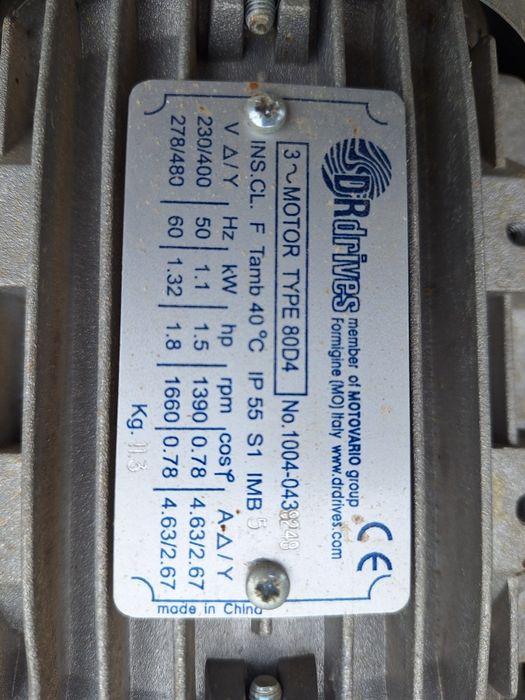 DRdrives
member of MOTOVARIO group
Formigine (MO) Italy www.drdrives.com
CE
3~MOTOR TYPE 80D4 No. 1004-0439248
INS.CL. F Tamb 40°C IP 55 S1 IMB 5
V Δ/Y Hz kW hp rpm cosφ A-Δ/Y
230/400 50 1.1 1.5 1390 0.78 4.63/2.67
278/480 60 1.32 1.8 1660 0.78 4.63/2.67
Kg. 11.3
made in China